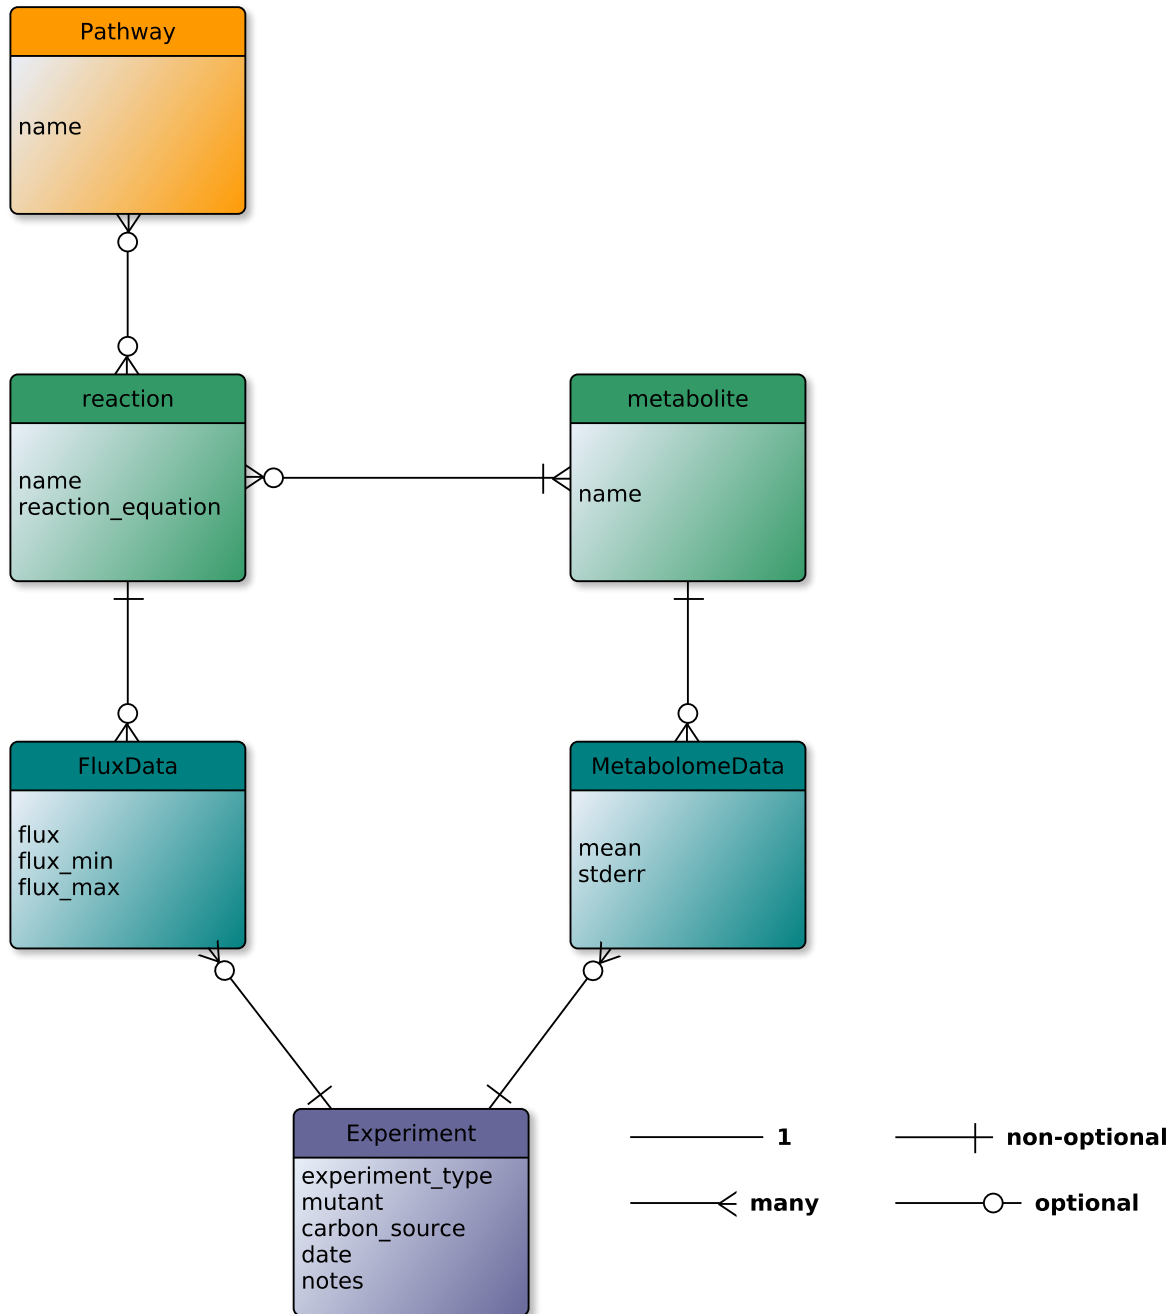 Pathway
name
reaction
name
reaction_equation
metabolite
name
FluxData
flux
flux_min
flux_max
MetabolomeData
mean
stderr
Experiment
experiment_type
mutant
carbon_source
date
notes
1
non-optional
many
optional